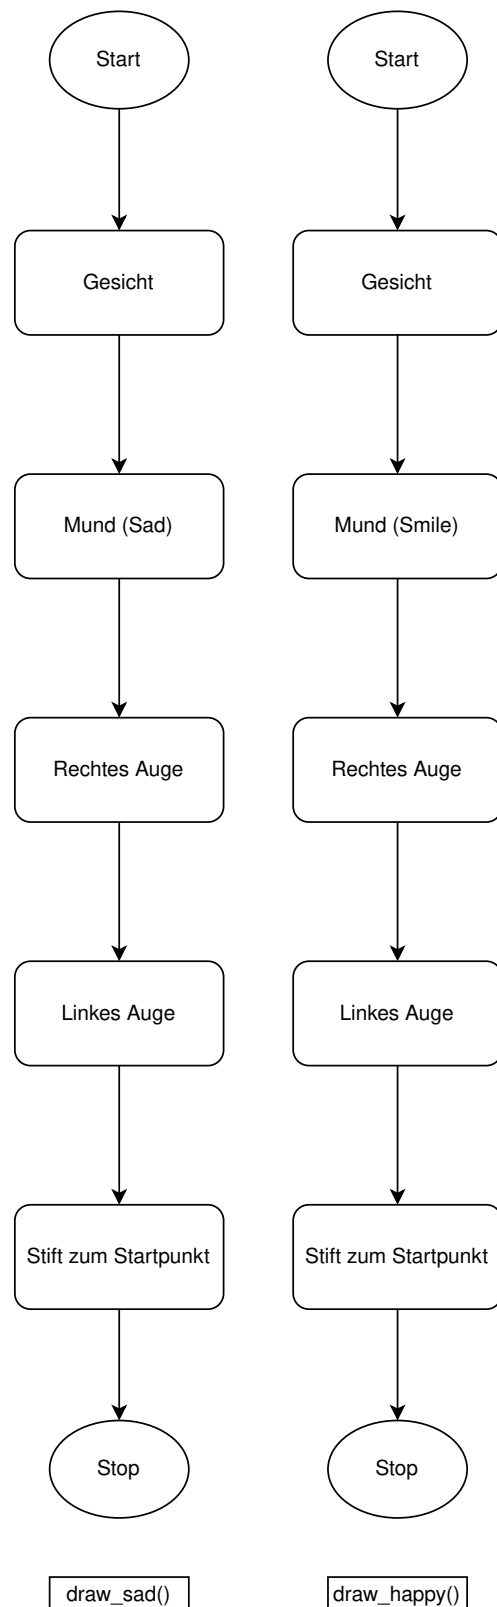 Start
Gesicht
Mund (Sad)
Rechtes Auge
Linkes Auge
Stift zum Startpunkt
Stop
draw_sad()
Start
Gesicht
Mund (Smile)
Rechtes Auge
Linkes Auge
Stift zum Startpunkt
Stop
draw_happy()